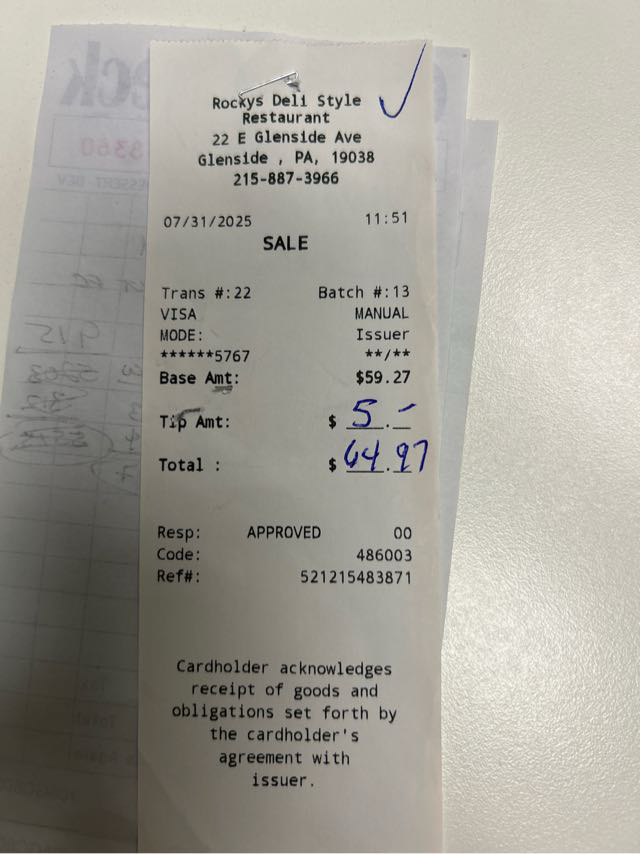 Rockys Deli Style
Restaurant
22 E Glenside Ave
Glenside , PA, 19038
215-887-3966
07/31/2025 11:51
SALE
Trans #:22 Batch #:13
VISA MANUAL
MODE: Issuer
******5767 **/**
Base Amt: $59.27
Tip Amt: $ 5.–
Total : $ 64.97
Resp: APPROVED 00
Code: 486003
Ref#: 521215483871
Cardholder acknowledges
receipt of goods and
obligations set forth by
the cardholder's
agreement with
issuer.